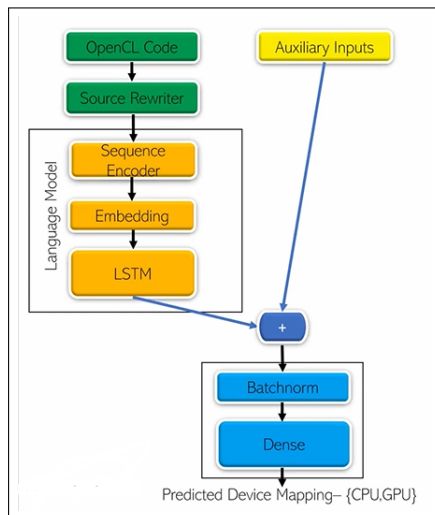 OpenCL Code
Auxiliary Inputs
Source Rewriter
Language Model
Sequence
Encoder
Embedding
LSTM
+
Batchnorm
Dense
Predicted Device Mapping– {CPU,GPU}